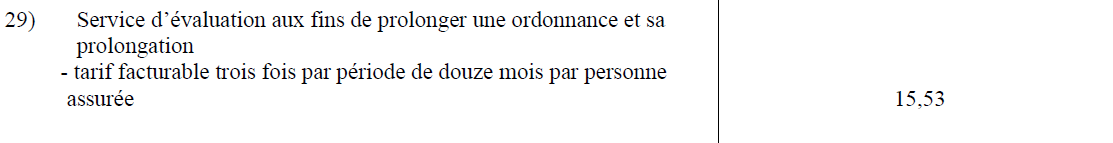 29) Service d’évaluation aux fins de prolonger une ordonnance et sa
prolongation
- tarif facturable trois fois par période de douze mois par personne
assurée 15,53